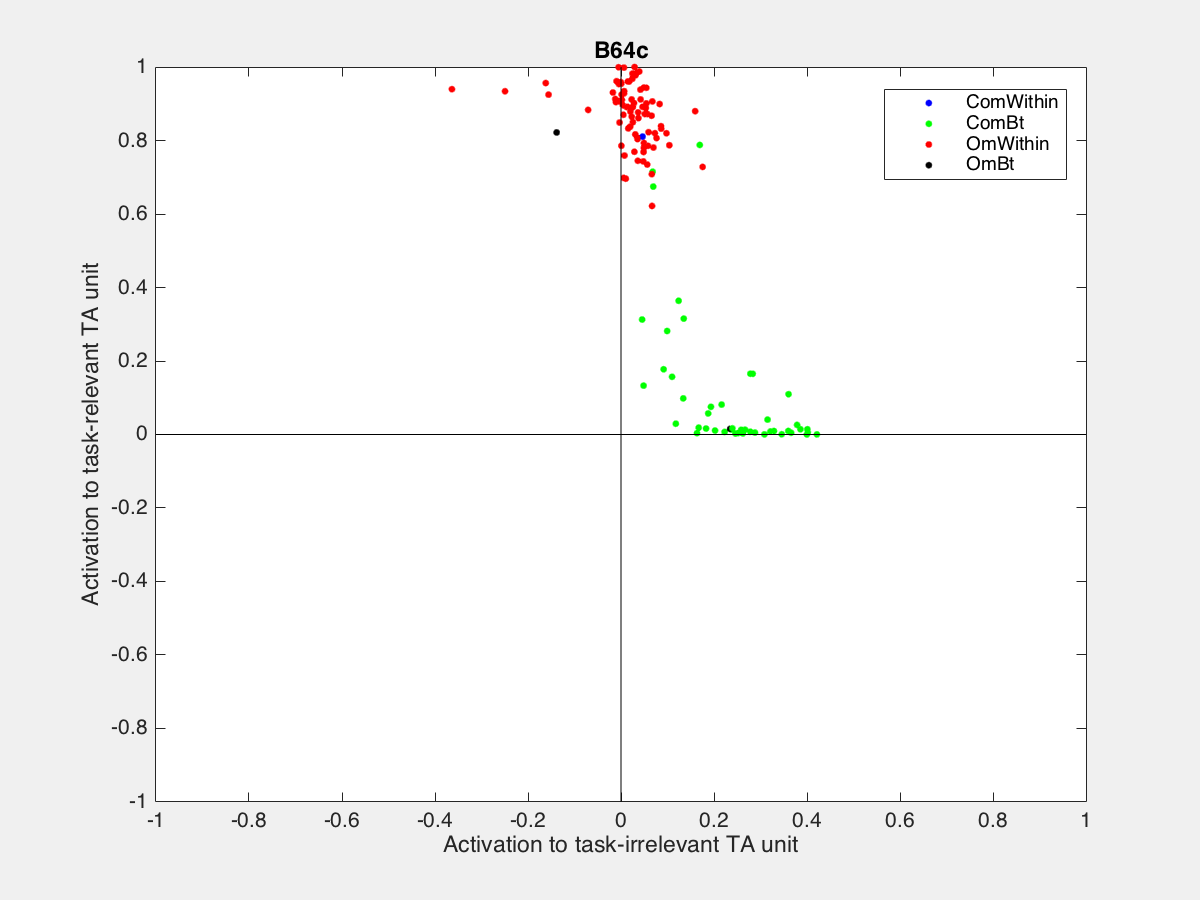 B64c
ComWithin
ComBt
OmWithin
OmBt
Activation to task-relevant TA unit
1
0.8
0.6
0.4
0.2
0
-0.2
-0.4
-0.6
-0.8
-1
-1 -0.8 -0.6 -0.4 -0.2 0 0.2 0.4 0.6 0.8 1
Activation to task-irrelevant TA unit